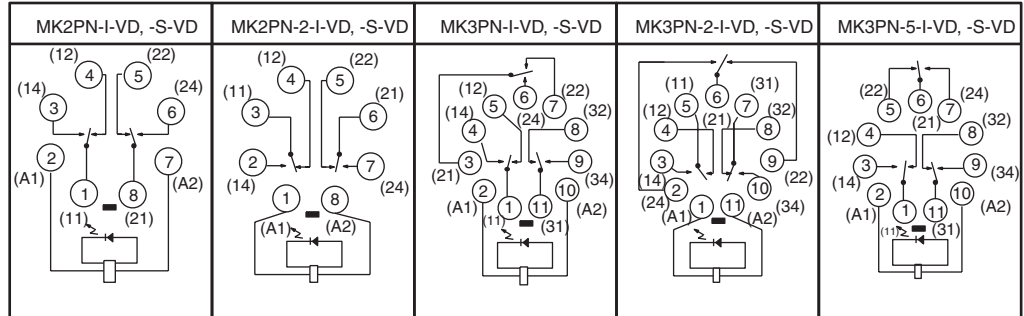 MK2PN-I-VD, -S-VD
(12) (22)
4 5
(14) (24)
3 6
2 7
(A1) (A2)
1 8
(11) (21)
MK2PN-2-I-VD, -S-VD
(12) (22)
4 5
(11) (21)
3 6
2 7
(14) (24)
1 8
(A1) (A2)
MK3PN-I-VD, -S-VD
6
(12) 5 7 (22)
(14) (24) (32)
4 8
3 9
(21) (34)
2 10
(A1) 1 11 (A2)
(11) (31)
MK3PN-2-I-VD, -S-VD
(11) 6 (31)
5 7
(12) (21) (32)
4 8
3 9
(14) (22)
2 10
(24) (34)
(A1) 1 11 (A2)
MK3PN-5-I-VD, -S-VD
(22) 6 (24)
5 7
(12) (21) (32)
4 8
3 9
(14) (34)
2 10
(A1) 1 11 (A2)
(11) (31)